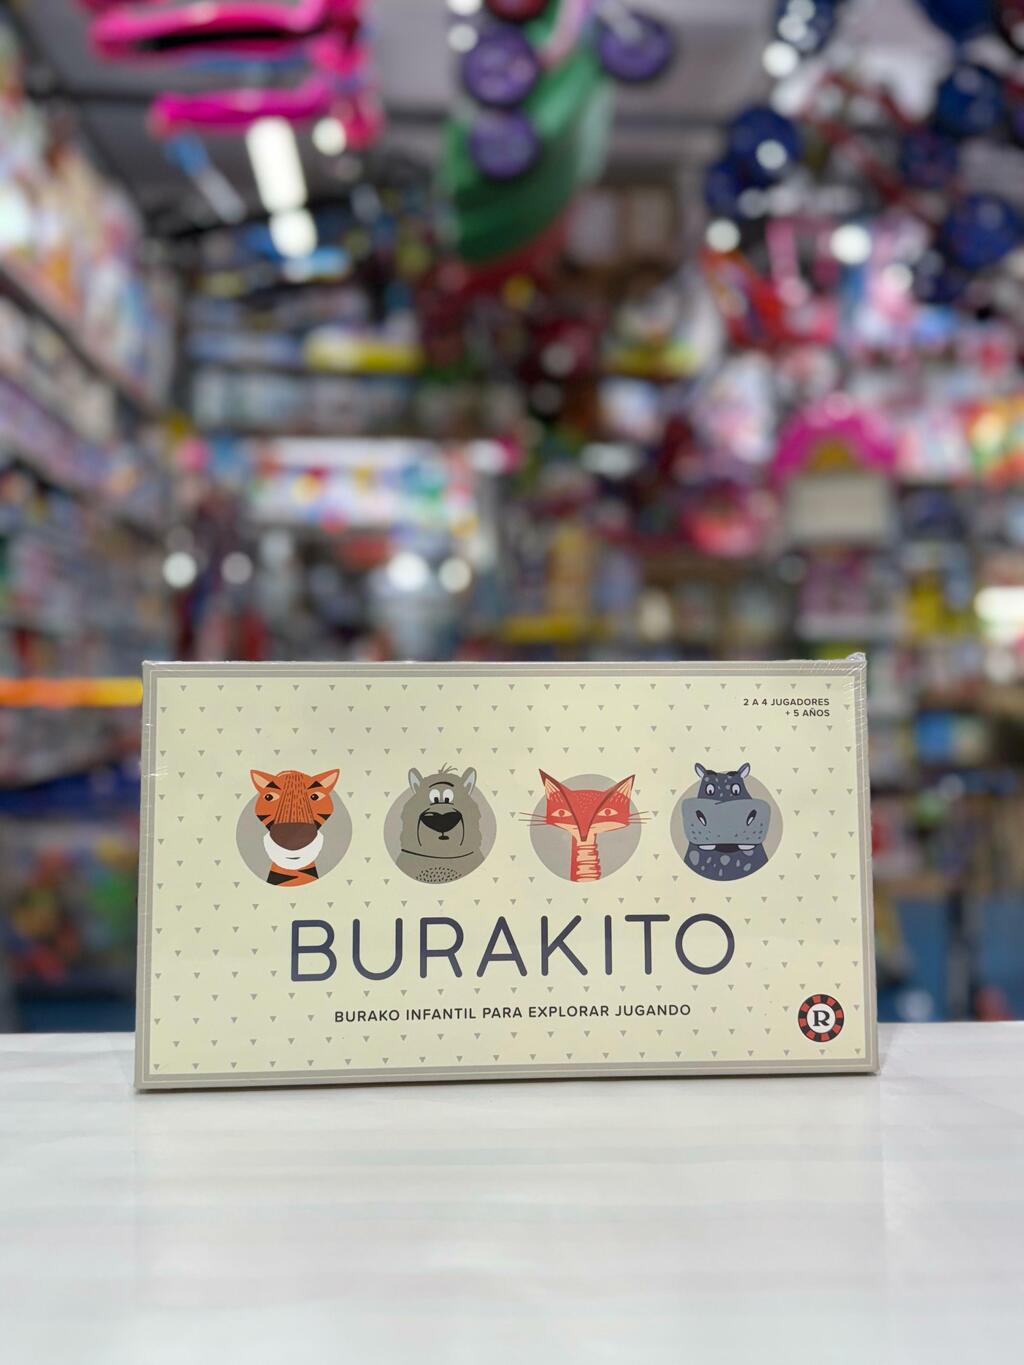 2 A 4 JUGADORES
+ 5 AÑOS
BURAKITO
BURAKO INFANTIL PARA EXPLORAR JUGANDO
R